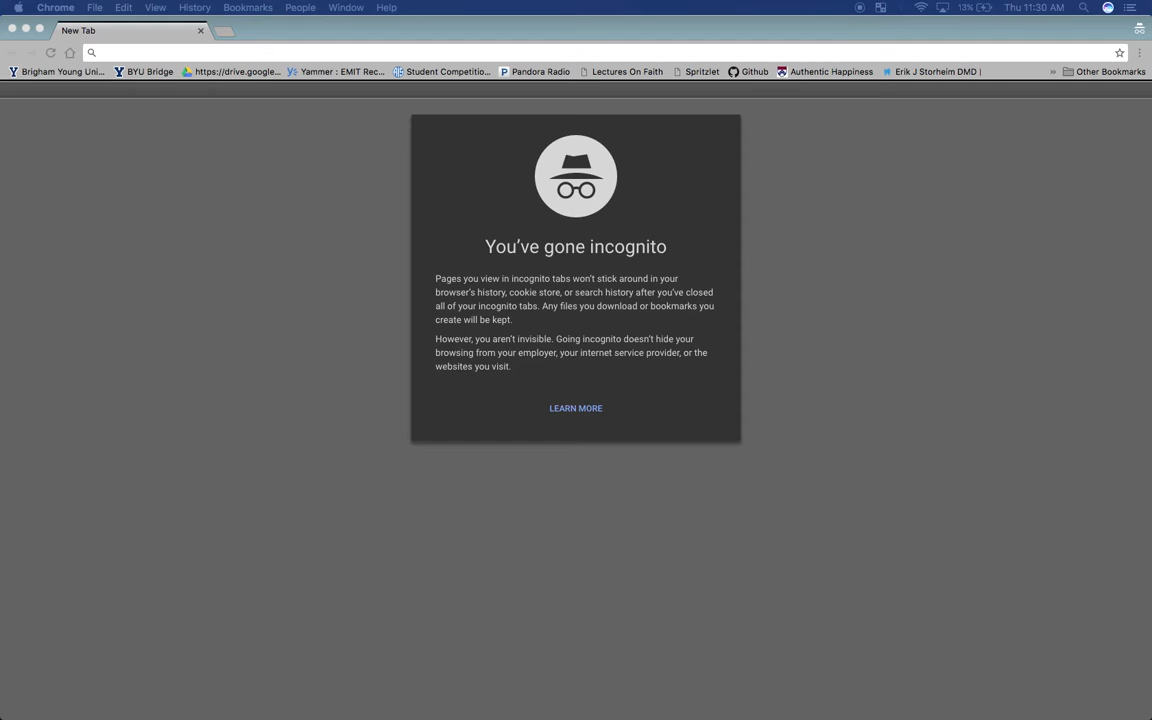 Chrome File Edit View History Bookmarks People Window Help 13% Thu 11:30 AM
New Tab
Brigham Young Uni... BYU Bridge https://drive.google... Yammer : EMIT Rec... Student Competitio... Pandora Radio Lectures On Faith Spritzlet Github Authentic Happiness Erik J Storheim DMD | » Other Bookmarks
You've gone incognito
Pages you view in incognito tabs won't stick around in your
browser's history, cookie store, or search history after you've closed
all of your incognito tabs. Any files you download or bookmarks you
create will be kept.
However, you aren't invisible. Going incognito doesn't hide your
browsing from your employer, your internet service provider, or the
websites you visit.
LEARN MORE